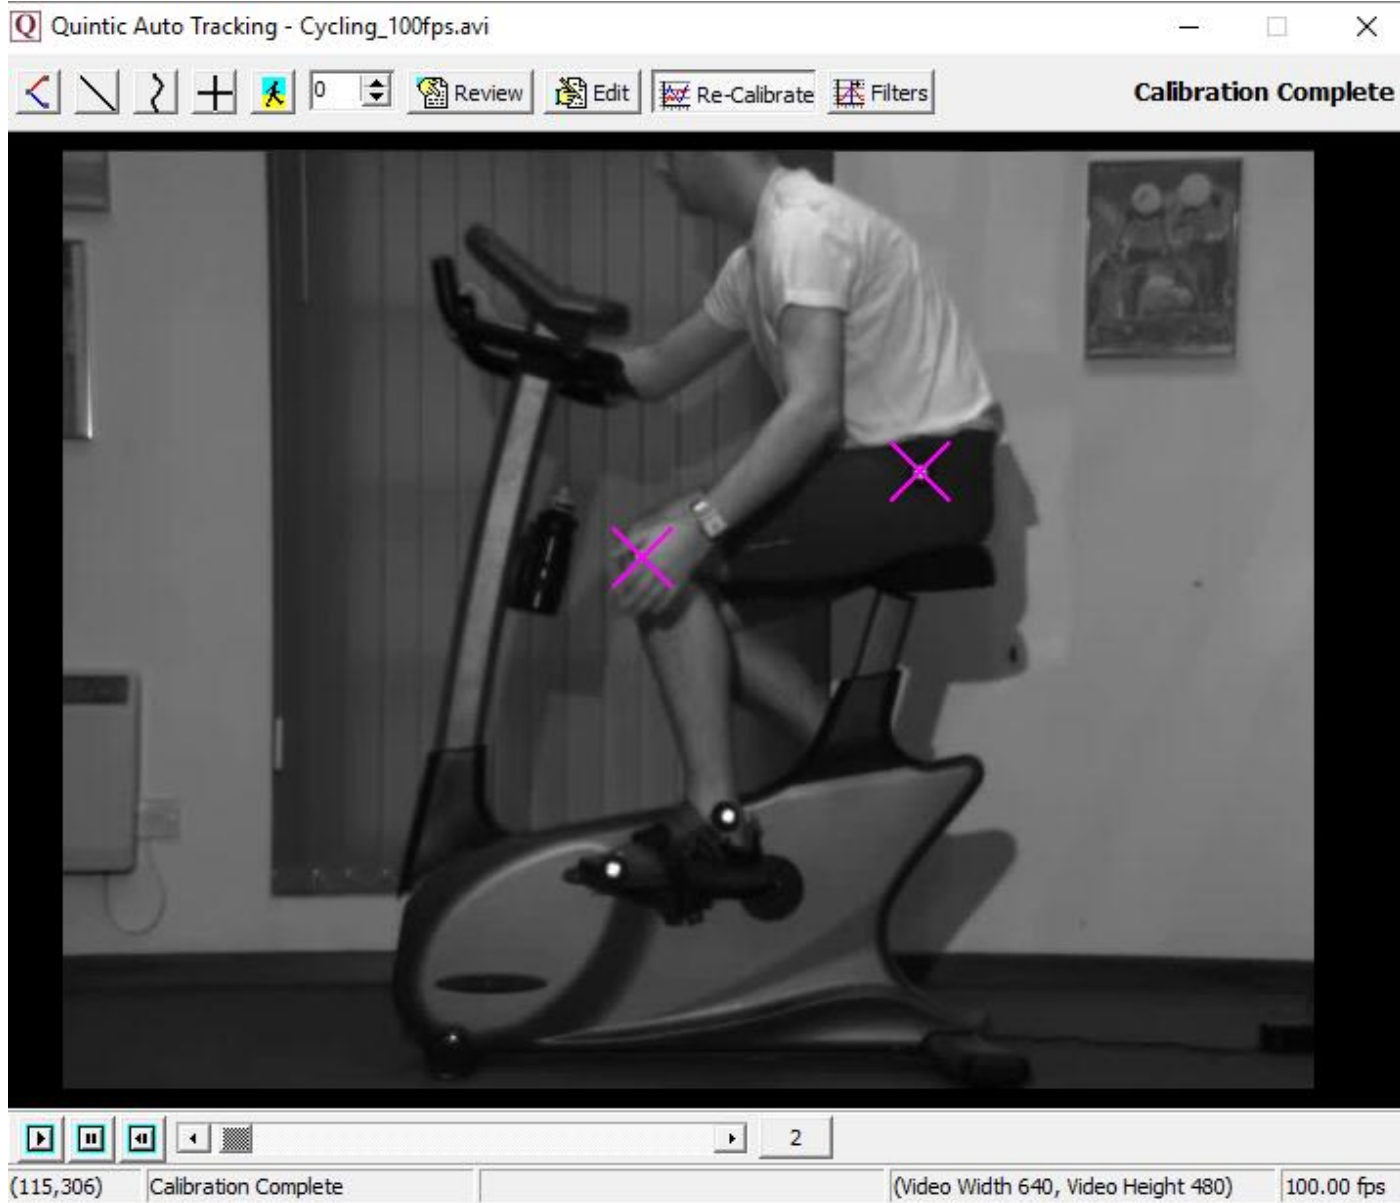 Quintic Auto Tracking - Cycling_100fps.avi
0 Review Edit Re-Calibrate Filters Calibration Complete
2
(115,306) Calibration Complete (Video Width 640, Video Height 480) 100.00 fps